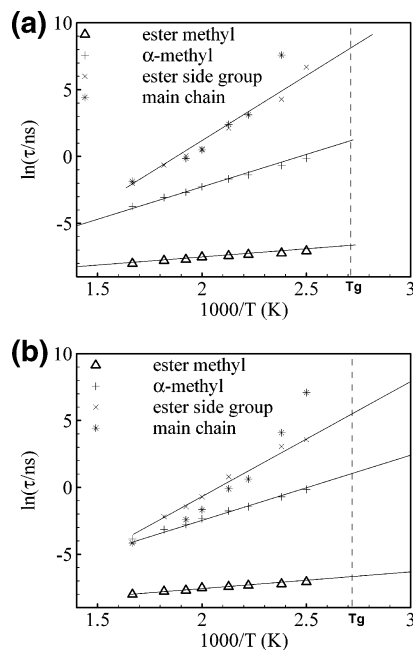 (a)
10
ester methyl
α-methyl
5
ester side group
main chain
ln(τ/ns)
0
-5
1.5
2
2.5
Tg
3
1000/T (K)
(b)
10
ester methyl
α-methyl
5
ester side group
main chain
ln(τ/ns)
0
-5
1.5
2
2.5
Tg
3
1000/T (K)